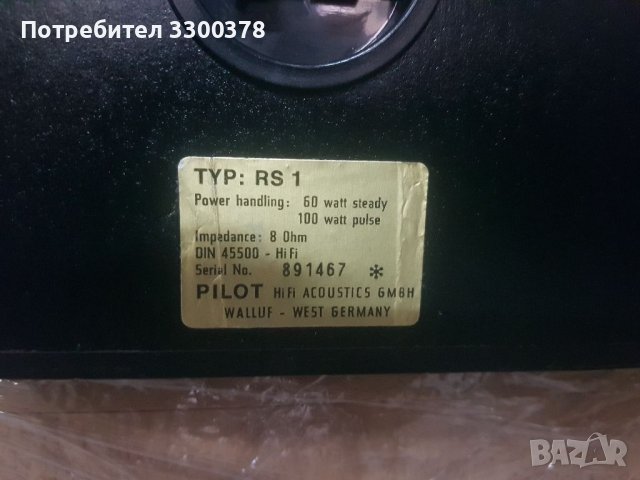 Потребител 3300378
TYP: RS 1
Power handling: 60 watt steady
100 watt pulse
Impedance: 8 Ohm
DIN 45500 - HiFi
Serial No. 891467 *
PILOT HiFi ACOUSTICS GMBH
WALLUF - WEST GERMANY
BAZAR